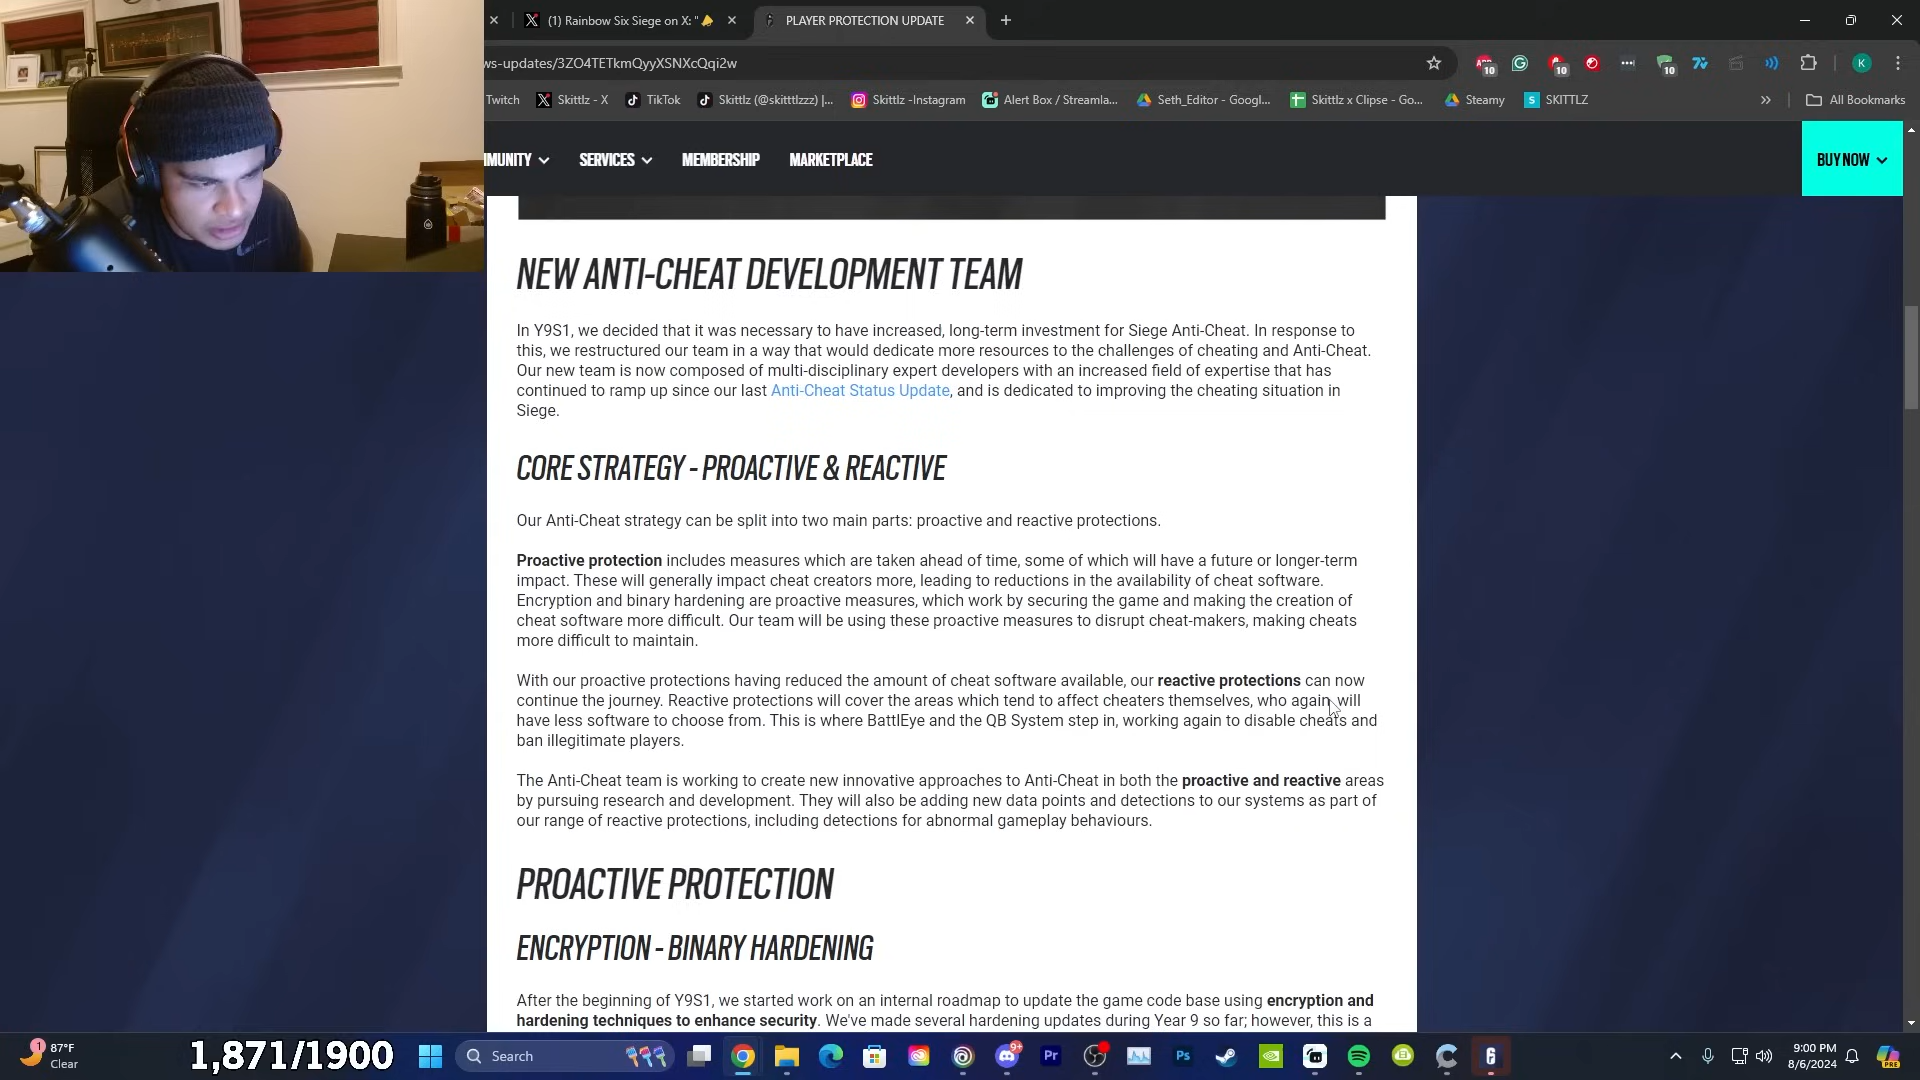 (1) Rainbow Six Siege on X: "
PLAYER PROTECTION UPDATE
ws-updates/3ZO4TETkmQyyXSNXcQqi2w
10
10
10
K
Twitch
Skittlz - X
TikTok
Skittlz (@skitttlzzz) |...
Skittlz -Instagram
Alert Box / Streamla...
Seth_Editor - Googl...
Skittlz x Clipse - Go...
Steamy
S SKITTLZ
»
All Bookmarks
MMUNITY
SERVICES
MEMBERSHIP
MARKETPLACE
BUY NOW
NEW ANTI-CHEAT DEVELOPMENT TEAM
In Y9S1, we decided that it was necessary to have increased, long-term investment for Siege Anti-Cheat. In response to
this, we restructured our team in a way that would dedicate more resources to the challenges of cheating and Anti-Cheat.
Our new team is now composed of multi-disciplinary expert developers with an increased field of expertise that has
continued to ramp up since our last Anti-Cheat Status Update, and is dedicated to improving the cheating situation in
Siege.
CORE STRATEGY - PROACTIVE & REACTIVE
Our Anti-Cheat strategy can be split into two main parts: proactive and reactive protections.
Proactive protection includes measures which are taken ahead of time, some of which will have a future or longer-term
impact. These will generally impact cheat creators more, leading to reductions in the availability of cheat software.
Encryption and binary hardening are proactive measures, which work by securing the game and making the creation of
cheat software more difficult. Our team will be using these proactive measures to disrupt cheat-makers, making cheats
more difficult to maintain.
With our proactive protections having reduced the amount of cheat software available, our reactive protections can now
continue the journey. Reactive protections will cover the areas which tend to affect cheaters themselves, who again will
have less software to choose from. This is where BattlEye and the QB System step in, working again to disable cheats and
ban illegitimate players.
The Anti-Cheat team is working to create new innovative approaches to Anti-Cheat in both the proactive and reactive areas
by pursuing research and development. They will also be adding new data points and detections to our systems as part of
our range of reactive protections, including detections for abnormal gameplay behaviours.
PROACTIVE PROTECTION
ENCRYPTION - BINARY HARDENING
After the beginning of Y9S1, we started work on an internal roadmap to update the game code base using encryption and
hardening techniques to enhance security. We've made several hardening updates during Year 9 so far; however, this is a
1
87°F
Clear
1,871/1900
Search
9+
Pr
Ps
6
9:00 PM
8/6/2024
PRE